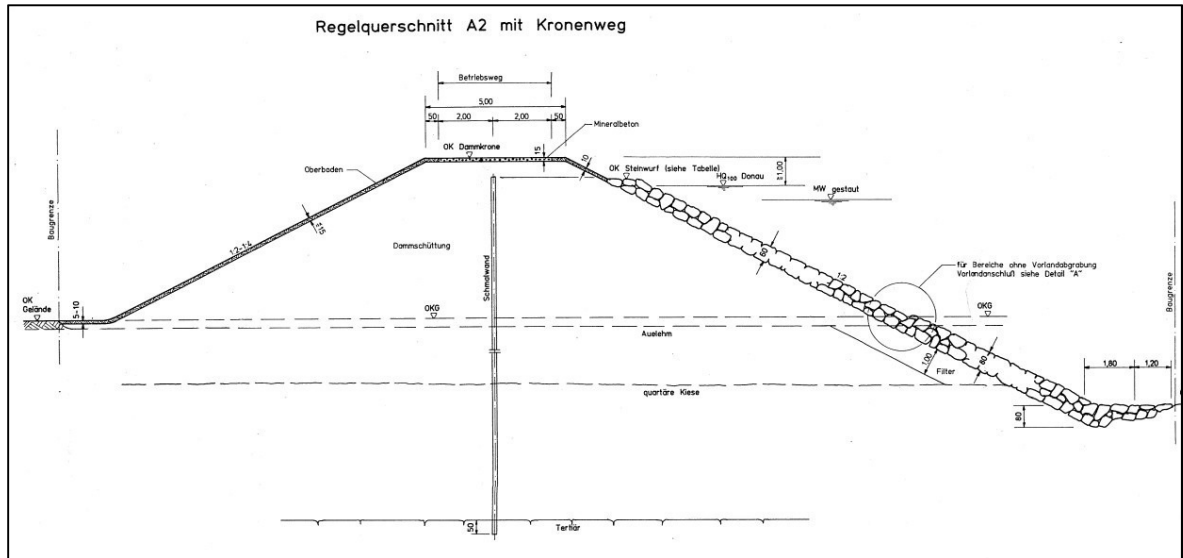 Regelquerschnitt A2 mit Kronenweg
Betriebsweg
5,00
50 2,00 2,00 50
Mineralbeton
OK Dammkrone
15
10
OK Steinwurf (siehe Tabelle)
≧1,00
HQ100 Donau
MW gestaut
Oberboden
≧15
Baugrenze
1:2-1:4
Dammschüttung
Schmalwand
60
1:2
für Bereiche ohne Vorlandabgrabung
Vorlandanschluß siehe Detail "A"
Baugrenze
OK
Gelände
5-10
OKG
OKG
Auelehm
1,00
Filter
80
1,80 1,20
quartäre Kiese
80
50
Tertiär